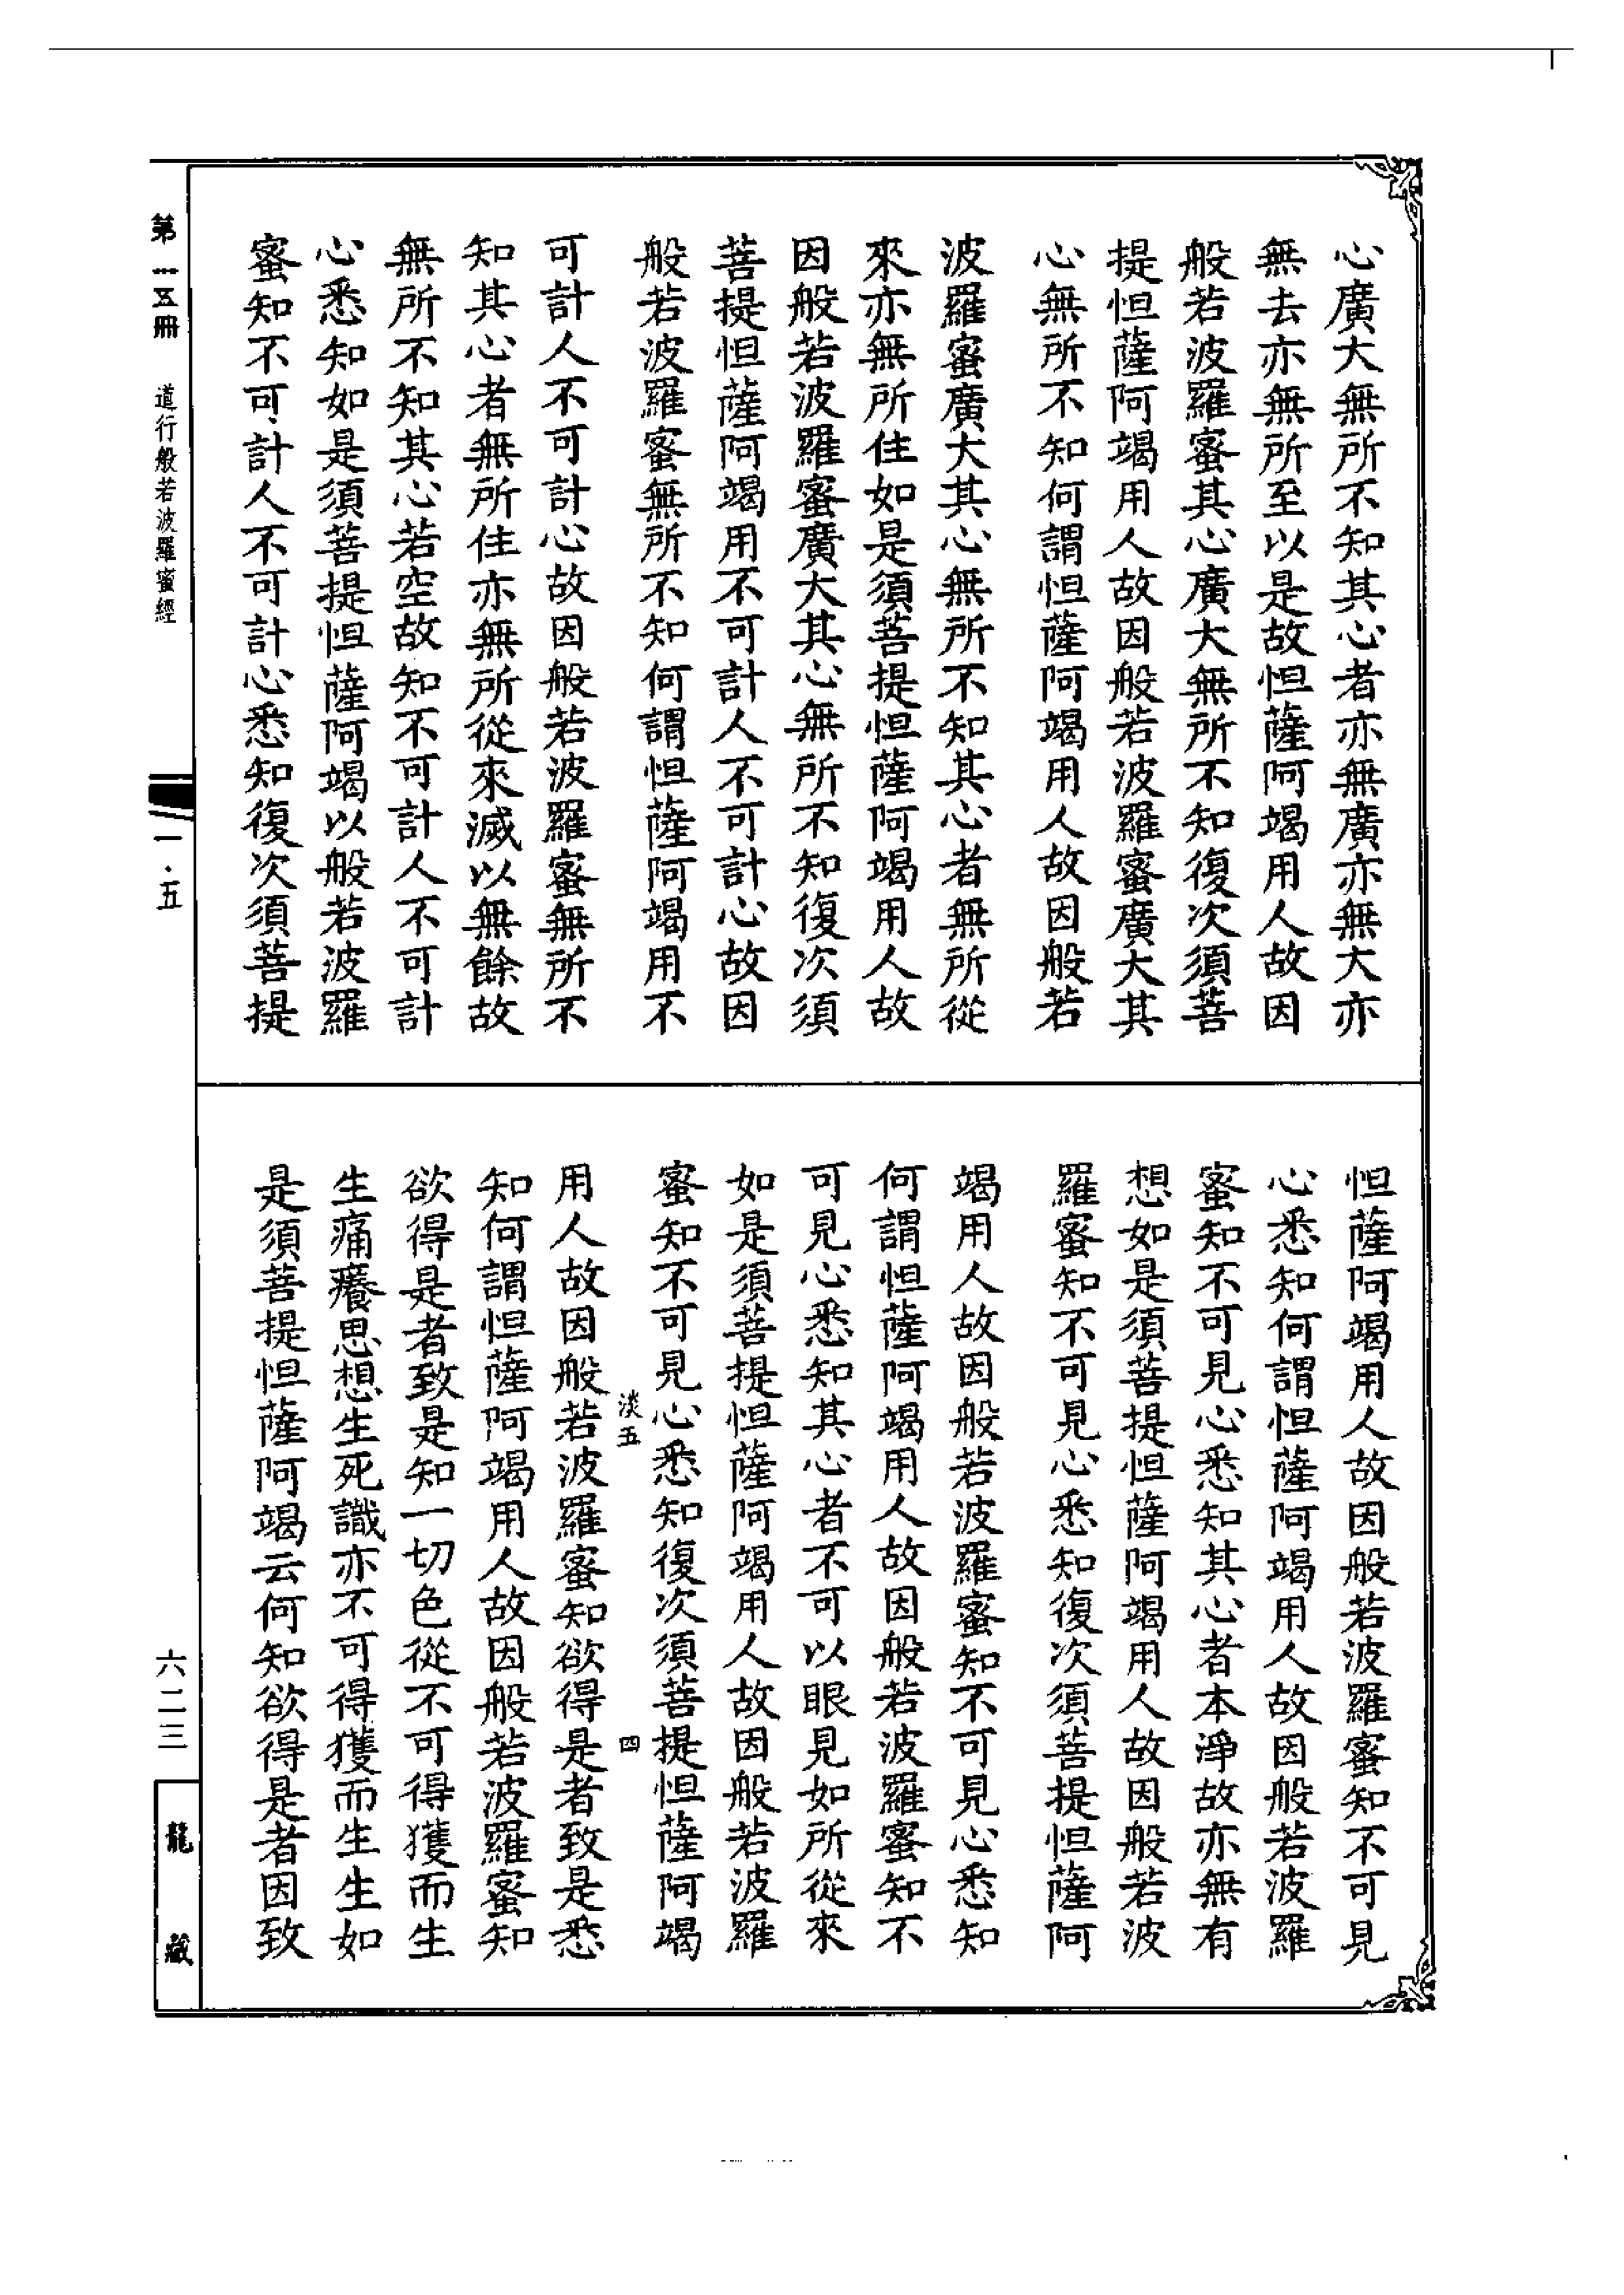 心廣大無所不知其心者亦無廣亦無大亦
無去亦無所至以是故怛薩阿竭用人故因
般若波羅蜜其心廣大無所不知復次須菩
提怛薩阿竭用人故因般若波羅蜜廣大其
心無所不知何謂怛薩阿竭用人故因般若
波羅蜜廣大其心無所不知其心者無所從
來亦無所住如是須菩提怛薩阿竭用人故
因般若波羅蜜廣大其心無所不知復次須
菩提怛薩阿竭用不可計人不可計心故因
般若波羅蜜無所不知何謂怛薩阿竭用不
可計人不可計心故因般若波羅蜜無所不
知其心者無所住亦無所從來滅以無餘故
無所不知其心若空故知不可計人不可計
心悉知如是須菩提怛薩阿竭以般若波羅
蜜知不可計人不可計心悉知復次須菩提
怛薩阿竭用人故因般若波羅蜜知不可見
心悉知何謂怛薩阿竭用人故因般若波羅
蜜知不可見心悉知其心者本淨故亦無有
想如是須菩提怛薩阿竭用人故因般若波
羅蜜知不可見心悉知復次須菩提怛薩阿
竭用人故因般若波羅蜜知不可見心悉知
何謂怛薩阿竭用人故因般若波羅蜜知不
可見心悉知其心者不可以眼見如所從來
如是須菩提怛薩阿竭用人故因般若波羅
蜜知不可見心悉知復次須菩提怛薩阿竭
淡五 四
用人故因般若波羅蜜知欲得是者致是悉
知何謂怛薩阿竭用人故因般若波羅蜜知
欲得是者致是知一切色從不可得獲而生
生痛癢思想生死識亦不可得獲而生生如
是須菩提怛薩阿竭云何知欲得是者因致
第 五冊 道行般若波羅蜜經
一·五
六二三
龍藏